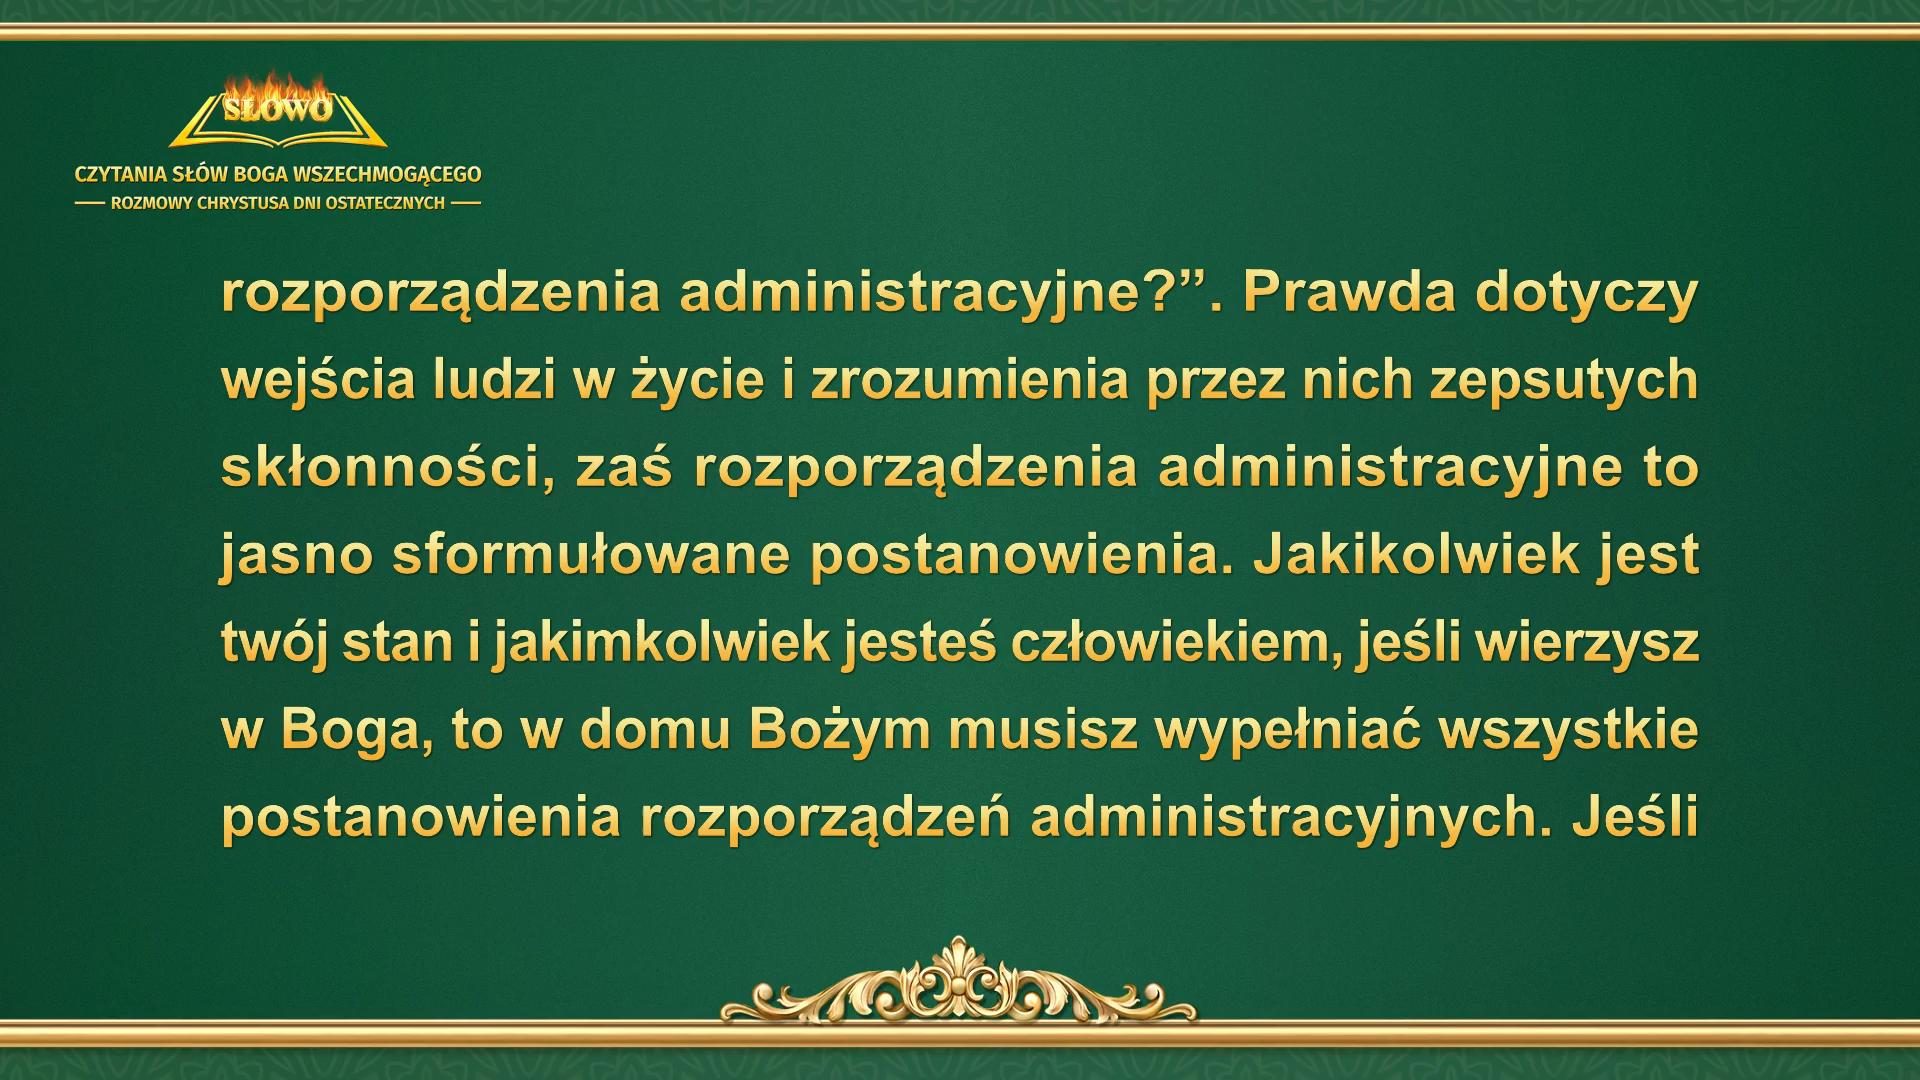 SŁOWO
CZYTANIA SŁÓW BOGA WSZECHMOGĄCEGO
ROZMOWY CHRYSTUSA DNI OSTATECZNYCH
rozporządzenia administracyjne?”. Prawda dotyczy
wejścia ludzi w życie i zrozumienia przez nich zepsutych
skłonności, zaś rozporządzenia administracyjne to
jasno sformułowane postanowienia. Jakikolwiek jest
twój stan i jakimkolwiek jesteś człowiekiem, jeśli wierzysz
w Boga, to w domu Bożym musisz wypełniać wszystkie
postanowienia rozporządzeń administracyjnych. Jeśli